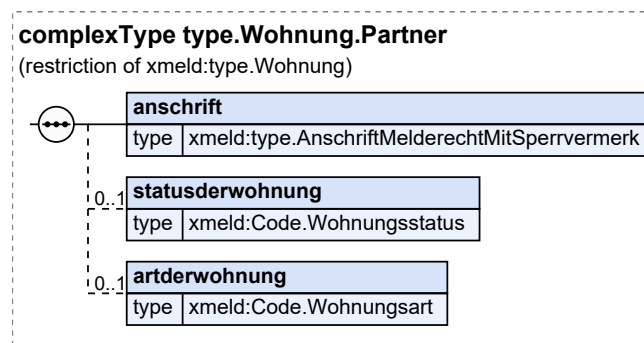 complexType type.Wohnung.Partner
(restriction of xmeld:type.Wohnung)
anschrift
type xmeld:type.AnschriftMelderechtMitSperrvermerk
0..1 statusderwohnung
type xmeld:Code.Wohnungsstatus
0..1 artderwohnung
type xmeld:Code.Wohnungsart